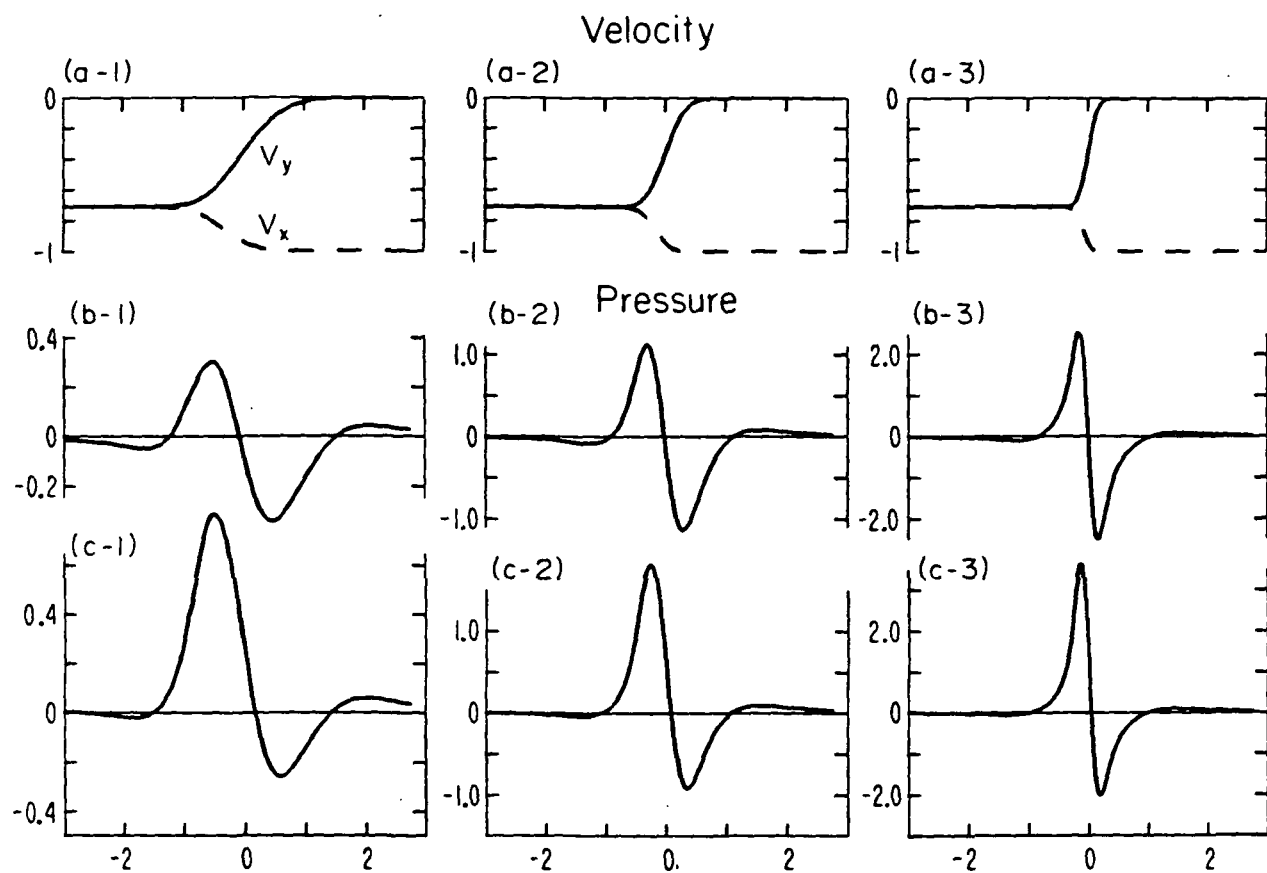 Velocity
(a-1) (a-2) (a-3)
0 0 0
Vy
Vx
-1 -1 -1
Pressure
(b-1) (b-2) (b-3)
0.4 1.0 2.0
0 0 0
-0.2 -1.0 -2.0
(c-1) (c-2) (c-3)
0.4 1.0 2.0
0 0 0
-0.4 -1.0 -2.0
-2 0 2 -2 0. 2 -2 0 2